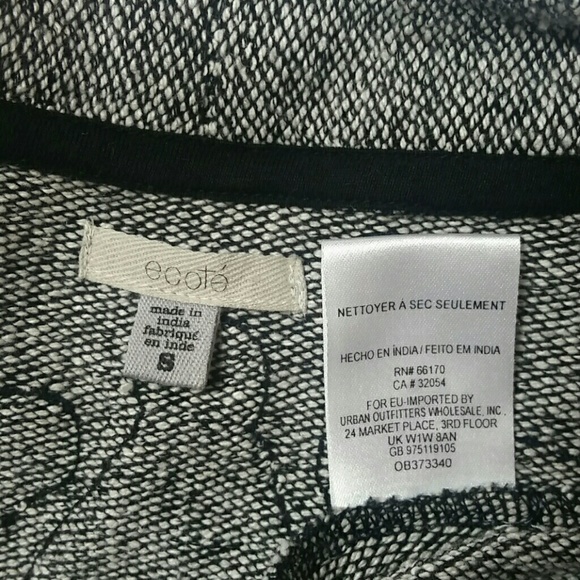 ecoté
made in
india
fabriqué
en inde
S
NETTOYER À SEC SEULEMENT
HECHO EN ÍNDIA / FEITO EM INDIA
RN# 66170
CA # 32054
FOR EU-IMPORTED BY
URBAN OUTFITTERS WHOLESALE, INC.
24 MARKET PLACE, 3RD FLOOR
UK W1W 8AN
GB 975119105
OB373340